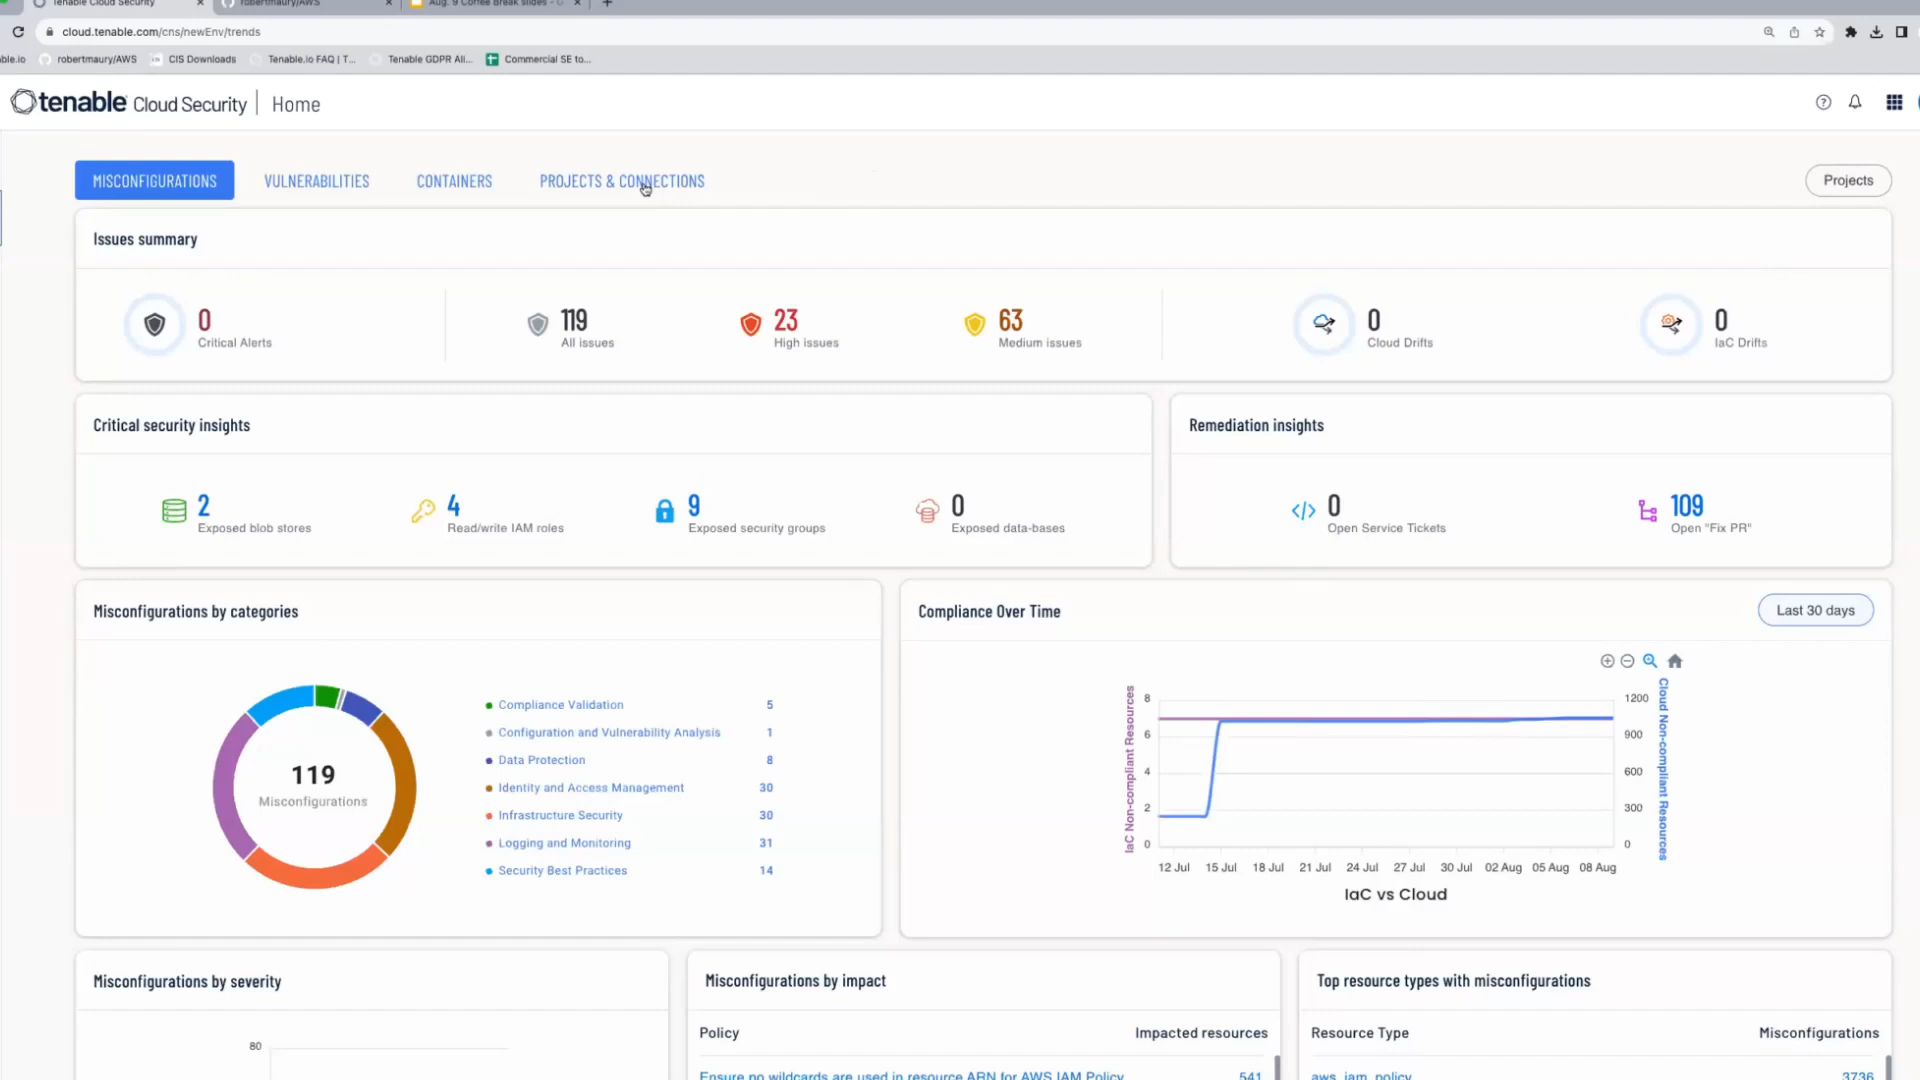 Tenable Cloud Security
robertmaury/AWS
Aug. 9 Coffee Break slides - G
cloud.tenable.com/cns/newEnv/trends
ble.io robertmaury/AWS CIS Downloads Tenable.io FAQ | T... Tenable GDPR Ali... Commercial SE to...
tenable Cloud Security | Home
MISCONFIGURATIONS VULNERABILITIES CONTAINERS PROJECTS & CONNECTIONS Projects
Issues summary
0 119 23 63 0 0
Critical Alerts All issues High issues Medium issues Cloud Drifts IaC Drifts
Critical security insights
2 4 9 0
Exposed blob stores Read/write IAM roles Exposed security groups Exposed data-bases
Remediation insights
0 109
Open Service Tickets Open "Fix PR"
Misconfigurations by categories
119
Misconfigurations
Compliance Validation 5
Configuration and Vulnerability Analysis 1
Data Protection 8
Identity and Access Management 30
Infrastructure Security 30
Logging and Monitoring 31
Security Best Practices 14
Compliance Over Time Last 30 days
IaC Non-compliant Resources
8
6
4
2
0
1200
900
600
300
0
Cloud Non-compliant Resources
12 Jul 15 Jul 18 Jul 21 Jul 24 Jul 27 Jul 30 Jul 02 Aug 05 Aug 08 Aug
IaC vs Cloud
Misconfigurations by severity
80
Misconfigurations by impact
Policy Impacted resources
Ensure no wildcards are used in resource ARN for AWS IAM Policy 541
Top resource types with misconfigurations
Resource Type Misconfigurations
aws_iam_policy 3736